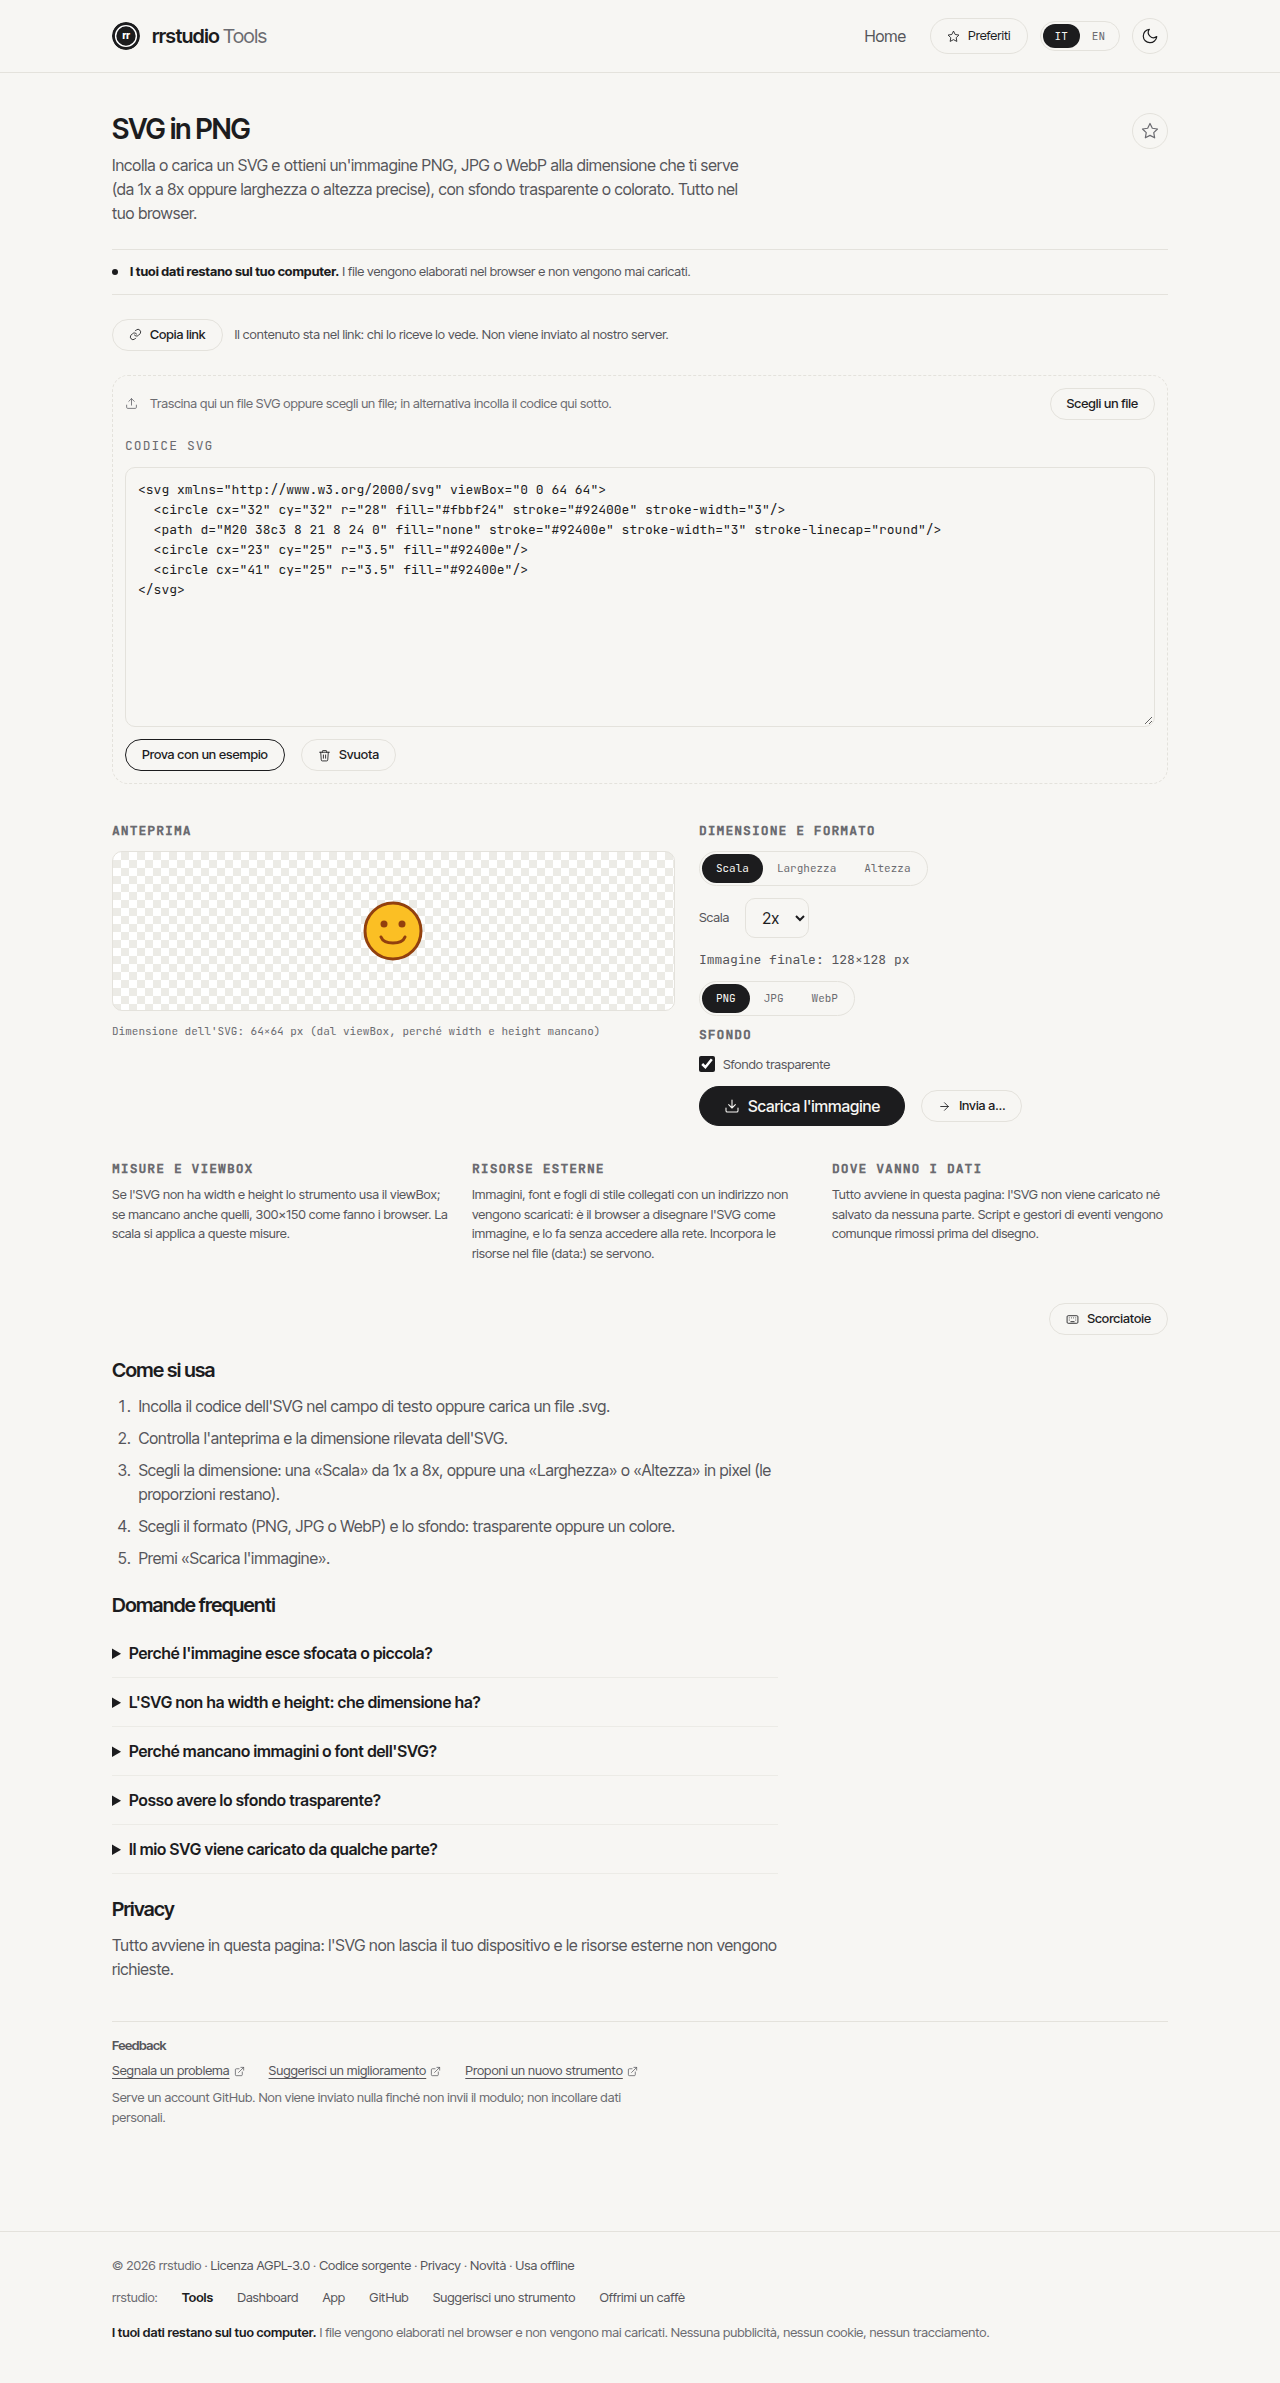 rr rrstudio Tools
Home
Preferiti
IT EN
SVG in PNG
Incolla o carica un SVG e ottieni un'immagine PNG, JPG o WebP alla dimensione che ti serve
(da 1x a 8x oppure larghezza o altezza precise), con sfondo trasparente o colorato. Tutto nel
tuo browser.
I tuoi dati restano sul tuo computer. I file vengono elaborati nel browser e non vengono mai caricati.
Copia link
Il contenuto sta nel link: chi lo riceve lo vede. Non viene inviato al nostro server.
Trascina qui un file SVG oppure scegli un file; in alternativa incolla il codice qui sotto.
Scegli un file
CODICE SVG
<svg xmlns="http://www.w3.org/2000/svg" viewBox="0 0 64 64">
  <circle cx="32" cy="32" r="28" fill="#fbbf24" stroke="#92400e" stroke-width="3"/>
  <path d="M20 38c3 8 21 8 24 0" fill="none" stroke="#92400e" stroke-width="3" stroke-linecap="round"/>
  <circle cx="23" cy="25" r="3.5" fill="#92400e"/>
  <circle cx="41" cy="25" r="3.5" fill="#92400e"/>
</svg>
Prova con un esempio
Svuota
ANTEPRIMA
Dimensione dell'SVG: 64×64 px (dal viewBox, perché width e height mancano)
DIMENSIONE E FORMATO
Scala Larghezza Altezza
Scala 2x
Immagine finale: 128×128 px
PNG JPG WebP
SFONDO
Sfondo trasparente
Scarica l'immagine
Invia a…
MISURE E VIEWBOX
Se l'SVG non ha width e height lo strumento usa il viewBox;
se mancano anche quelli, 300×150 come fanno i browser. La
scala si applica a queste misure.
RISORSE ESTERNE
Immagini, font e fogli di stile collegati con un indirizzo non
vengono scaricati: è il browser a disegnare l'SVG come
immagine, e lo fa senza accedere alla rete. Incorpora le
risorse nel file (data:) se servono.
DOVE VANNO I DATI
Tutto avviene in questa pagina: l'SVG non viene caricato né
salvato da nessuna parte. Script e gestori di eventi vengono
comunque rimossi prima del disegno.
Scorciatoie
Come si usa
1. Incolla il codice dell'SVG nel campo di testo oppure carica un file .svg.
2. Controlla l'anteprima e la dimensione rilevata dell'SVG.
3. Scegli la dimensione: una «Scala» da 1x a 8x, oppure una «Larghezza» o «Altezza» in pixel (le
proporzioni restano).
4. Scegli il formato (PNG, JPG o WebP) e lo sfondo: trasparente oppure un colore.
5. Premi «Scarica l'immagine».
Domande frequenti
Perché l'immagine esce sfocata o piccola?
L'SVG non ha width e height: che dimensione ha?
Perché mancano immagini o font dell'SVG?
Posso avere lo sfondo trasparente?
Il mio SVG viene caricato da qualche parte?
Privacy
Tutto avviene in questa pagina: l'SVG non lascia il tuo dispositivo e le risorse esterne non vengono
richieste.
Feedback
Segnala un problema Suggerisci un miglioramento Proponi un nuovo strumento
Serve un account GitHub. Non viene inviato nulla finché non invii il modulo; non incollare dati
personali.
© 2026 rrstudio · Licenza AGPL-3.0 · Codice sorgente · Privacy · Novità · Usa offline
rrstudio: Tools Dashboard App GitHub Suggerisci uno strumento Offrimi un caffè
I tuoi dati restano sul tuo computer. I file vengono elaborati nel browser e non vengono mai caricati. Nessuna pubblicità, nessun cookie, nessun tracciamento.